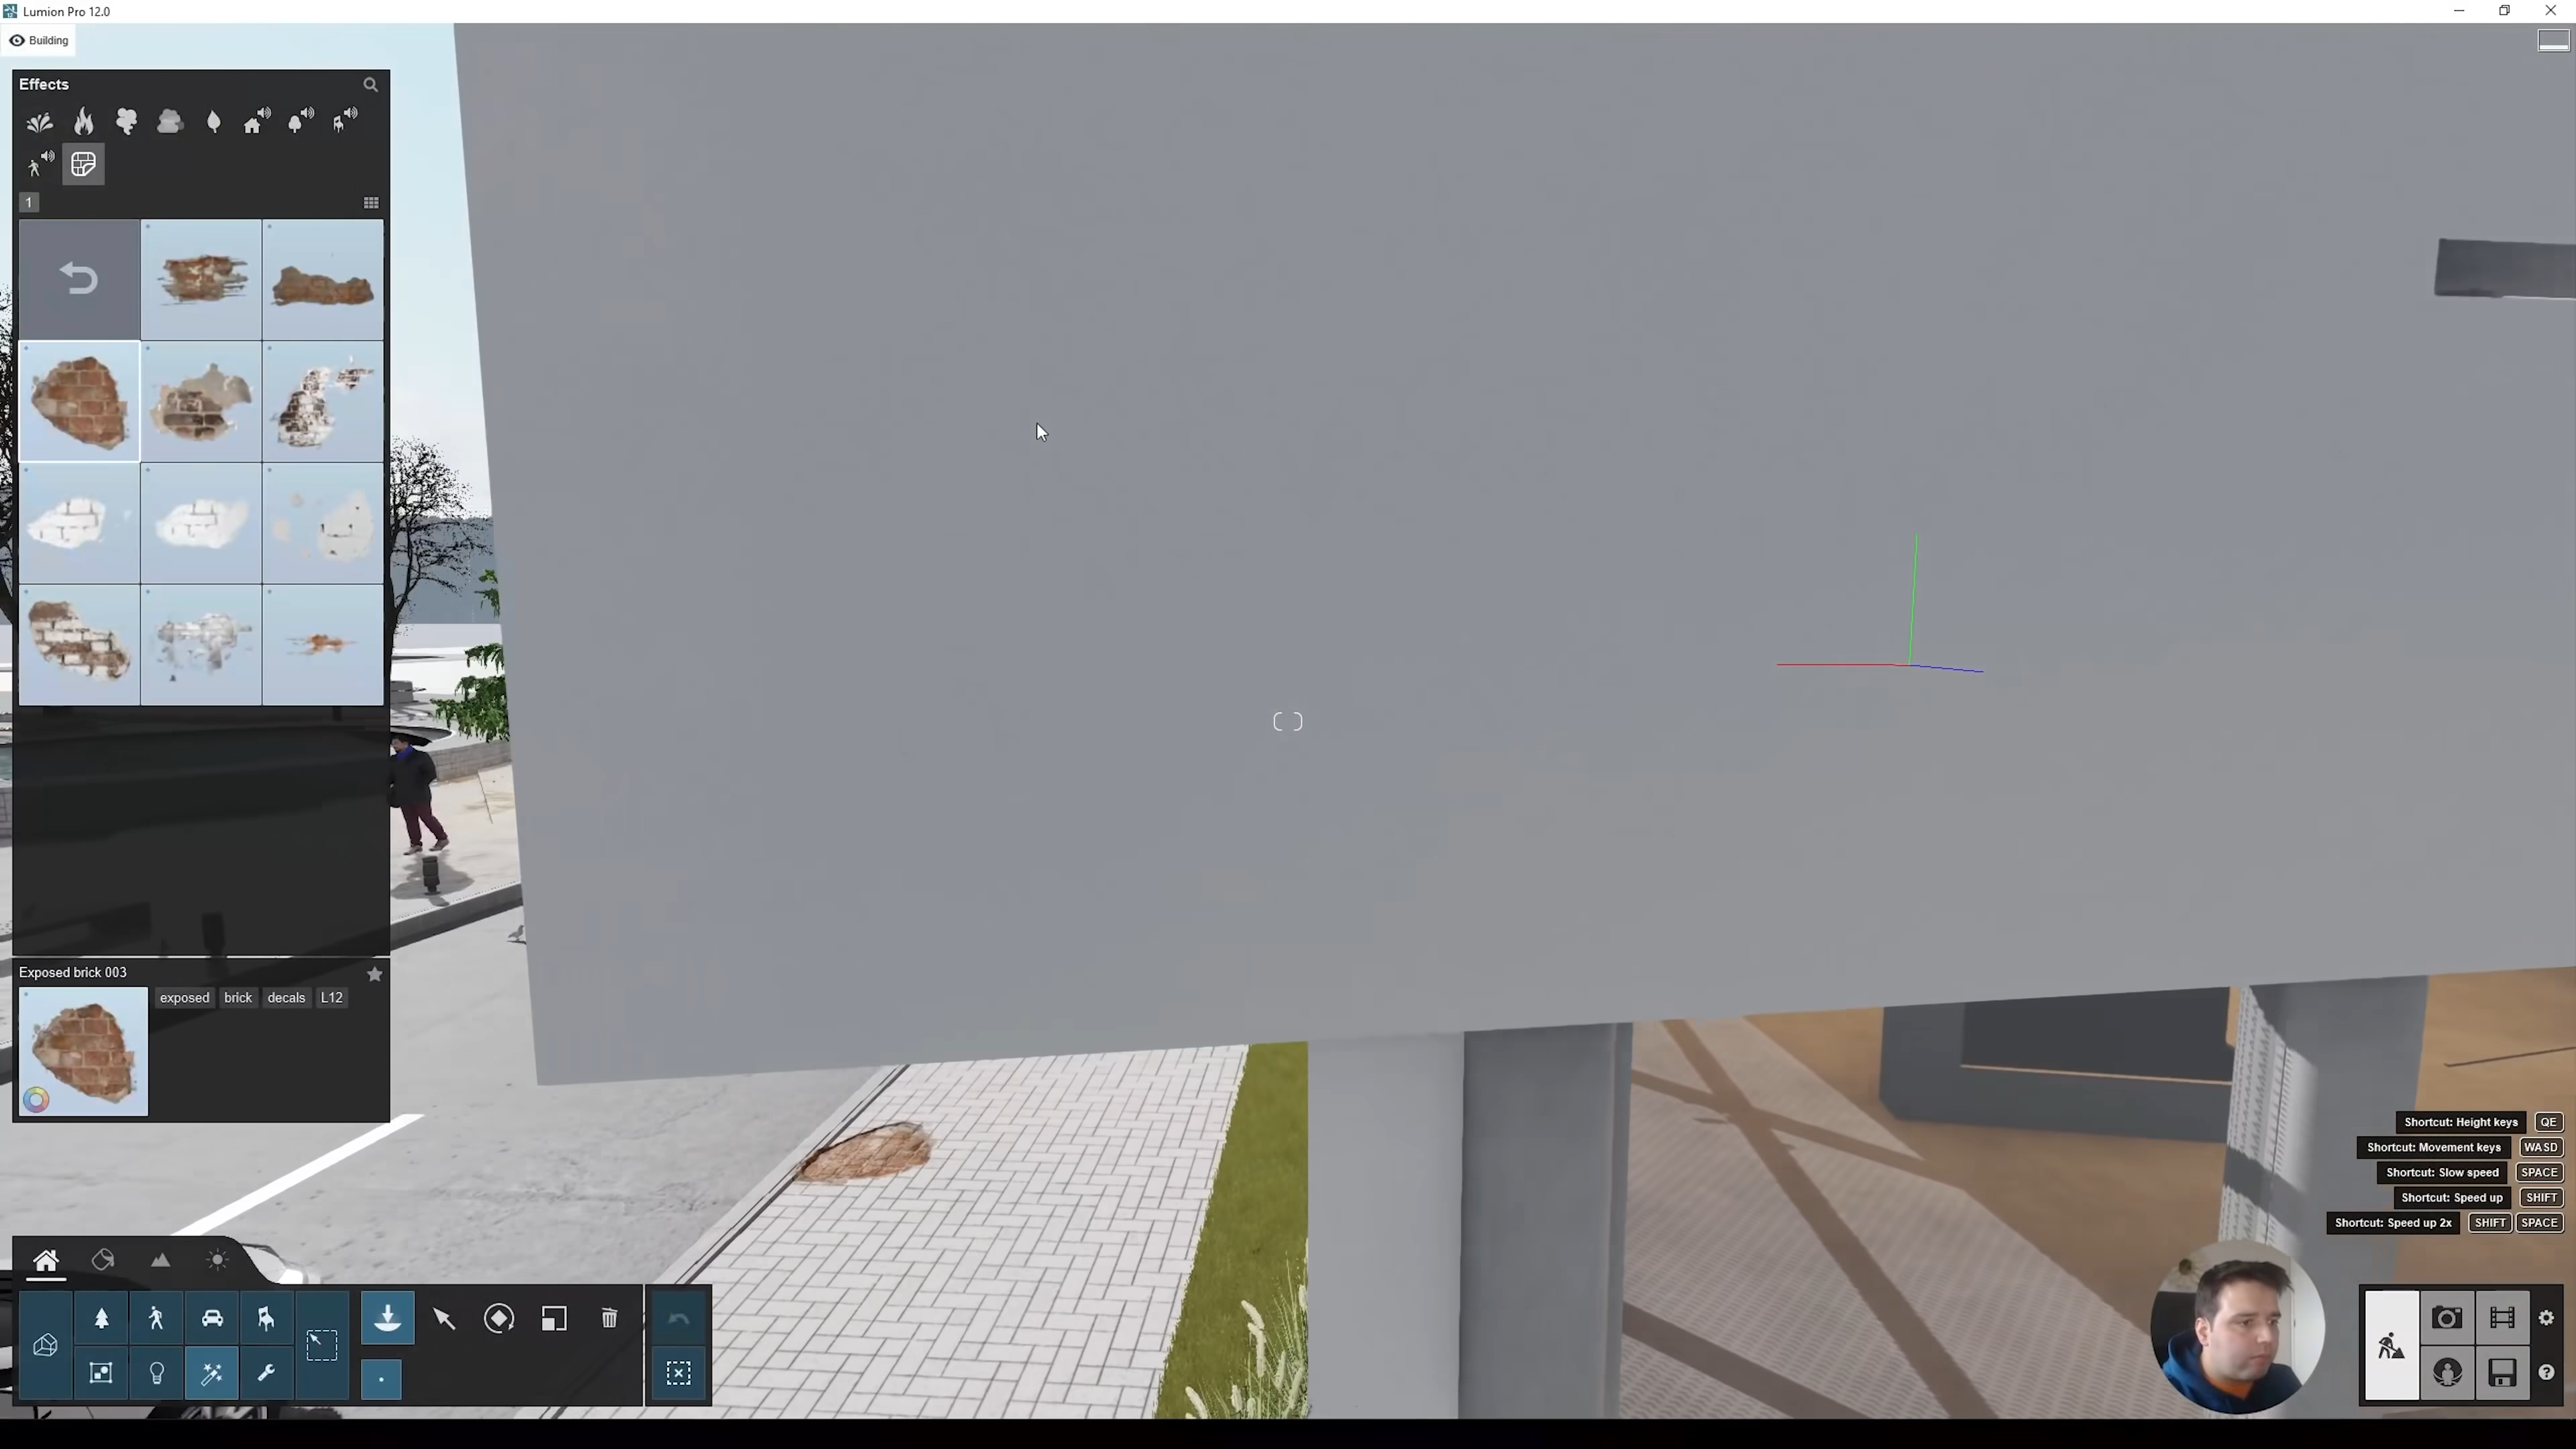 Lumion Pro 12.0
Building
Effects
1
Exposed brick 003
exposed brick decals L12
Shortcut: Height keys QE
Shortcut: Movement keys WASD
Shortcut: Slow speed SPACE
Shortcut: Speed up SHIFT
Shortcut: Speed up 2x SHIFT SPACE
?